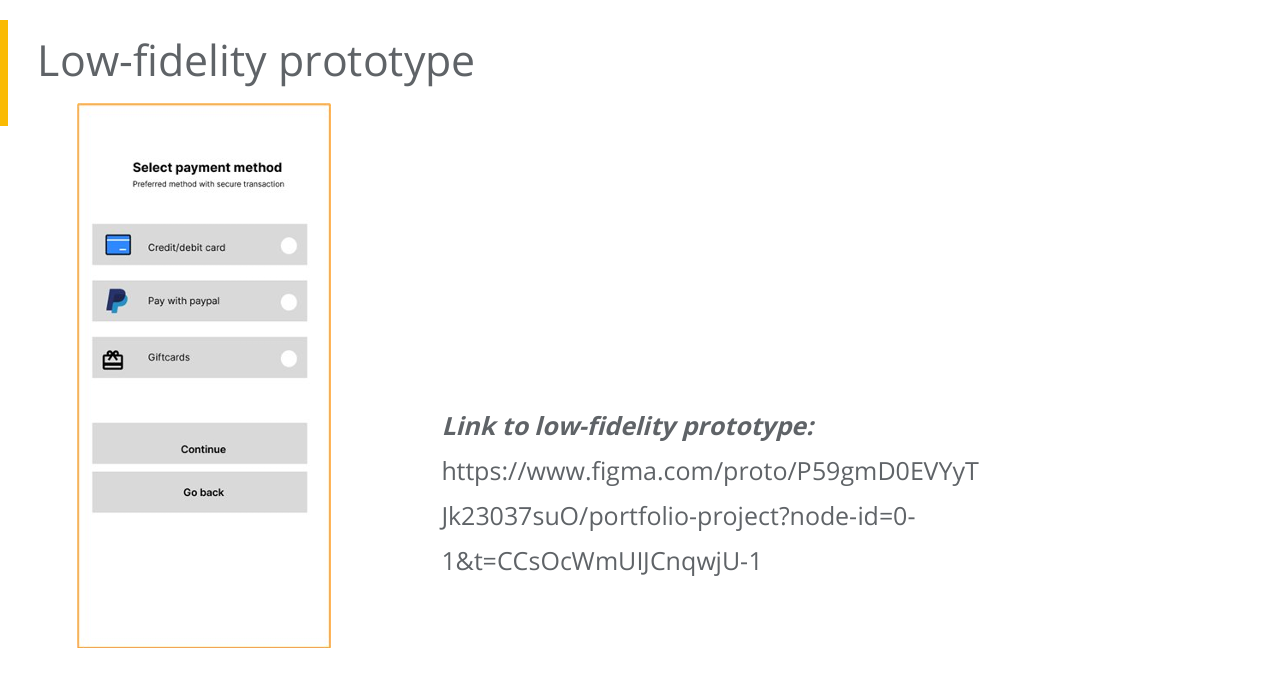 Low-fidelity prototype
Select payment method
Preferred method with secure transaction
Credit/debit card
Pay with paypal
Giftcards
Continue
Go back
Link to low-fidelity prototype:
https://www.figma.com/proto/P59gmD0EVYyT
Jk23037suO/portfolio-project?node-id=0-
1&t=CCsOcWmUIJCnqwjU-1